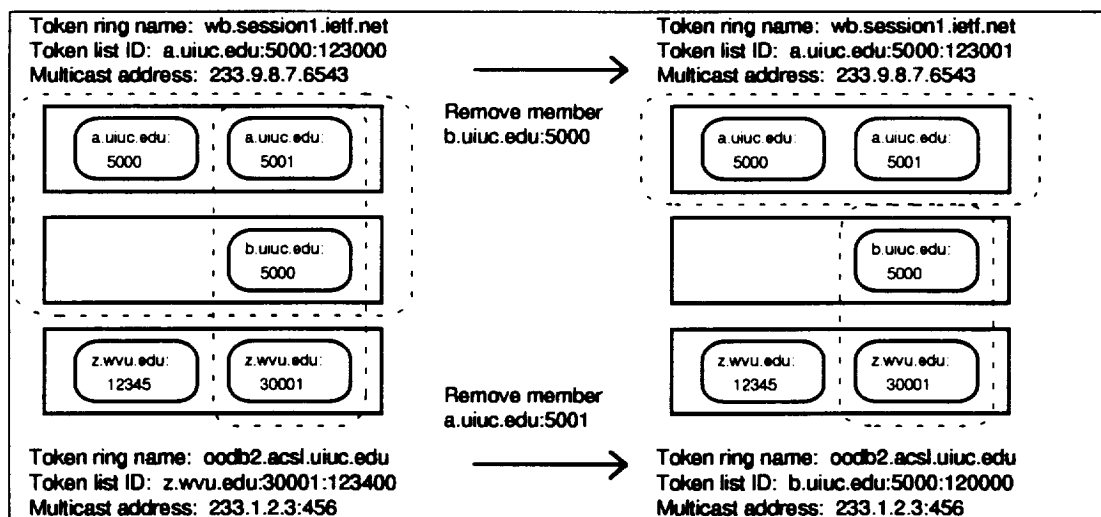 Token ring name: wb.session1.ietf.net
Token list ID: a.uiuc.edu:5000:123000
Multicast address: 233.9.8.7.6543
a.uiuc.edu:
5000
a.uiuc.edu:
5001
b.uiuc.edu:
5000
z.wvu.edu:
12345
z.wvu.edu:
30001
Token ring name: oodb2.acsl.uiuc.edu
Token list ID: z.wvu.edu:30001:123400
Multicast address: 233.1.2.3:456
Remove member
b.uiuc.edu:5000
Remove member
a.uiuc.edu:5001
Token ring name: wb.session1.ietf.net
Token list ID: a.uiuc.edu:5000:123001
Multicast address: 233.9.8.7.6543
a.uiuc.edu:
5000
a.uiuc.edu:
5001
b.uiuc.edu:
5000
z.wvu.edu:
12345
z.wvu.edu:
30001
Token ring name: oodb2.acsl.uiuc.edu
Token list ID: b.uiuc.edu:5000:120000
Multicast address: 233.1.2.3:456